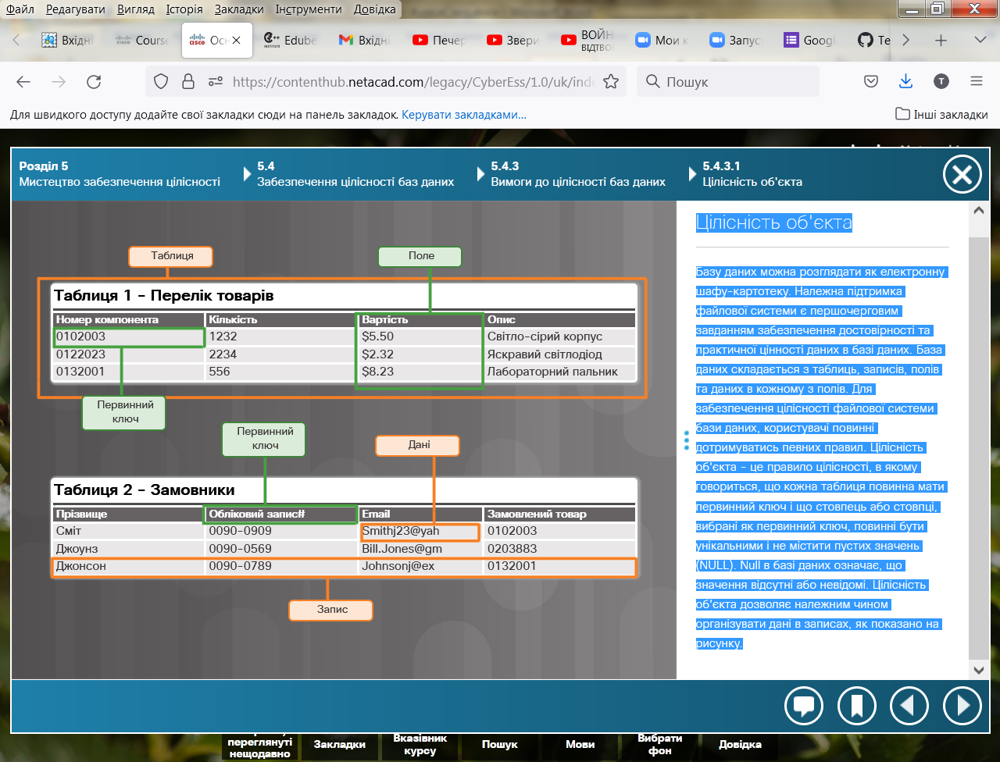 Файл Редагувати Вигляд Історія Закладки Інструменти Довідка
Вхідні Course Осн Edube Вхідні Печер Звери ВОЙН Мои к Запус Googl Te
ВІДТВО
https://contenthub.netacad.com/legacy/CyberEss/1.0/uk/inde Пошук T
Для швидкого доступу додайте свої закладки сюди на панель закладок. Керувати закладками… Інші закладки
Розділ 5 5.4 5.4.3 5.4.3.1
Мистецтво забезпечення цілісності Забезпечення цілісності баз даних Вимоги до цілісності баз даних Цілісність об'єкта
Таблиця Поле
Таблиця 1 - Перелік товарів
Номер компонента Кількість Вартість Опис
0102003 1232 $5.50 Світло-сірий корпус
0122023 2234 $2.32 Яскравий світлодіод
0132001 556 $8.23 Лабораторний пальник
Первинний
ключ
Первинний
ключ
Дані
Таблиця 2 - Замовники
Прізвище Обліковий запис# Email Замовлений товар
Сміт 0090-0909 Smithj23@yah 0102003
Джоунз 0090-0569 Bill.Jones@gm 0203883
Джонсон 0090-0789 Johnsonj@ex 0132001
Запис
Цілісність об'єкта
Базу даних можна розглядати як електронну
шафу-картотеку. Належна підтримка
файлової системи є першочерговим
завданням забезпечення достовірності та
практичної цінності даних в базі даних. База
даних складається з таблиць, записів, полів
та даних в кожному з полів. Для
забезпечення цілісності файлової системи
бази даних, користувачі повинні
дотримуватись певних правил. Цілісність
об'єкта - це правило цілісності, в якому
говориться, що кожна таблиця повинна мати
первинний ключ і що стовпець або стовпці,
вибрані як первинний ключ, повинні бути
унікальними і не містити пустих значень
(NULL). Null в базі даних означає, що
значення відсутні або невідомі. Цілісність
об'єкта дозволяє належним чином
організувати дані в записах, як показано на
рисунку.
переглянуті
нещодавно
Закладки
Вказівник
курсу
Пошук
Мови
Вибрати
фон
Довідка